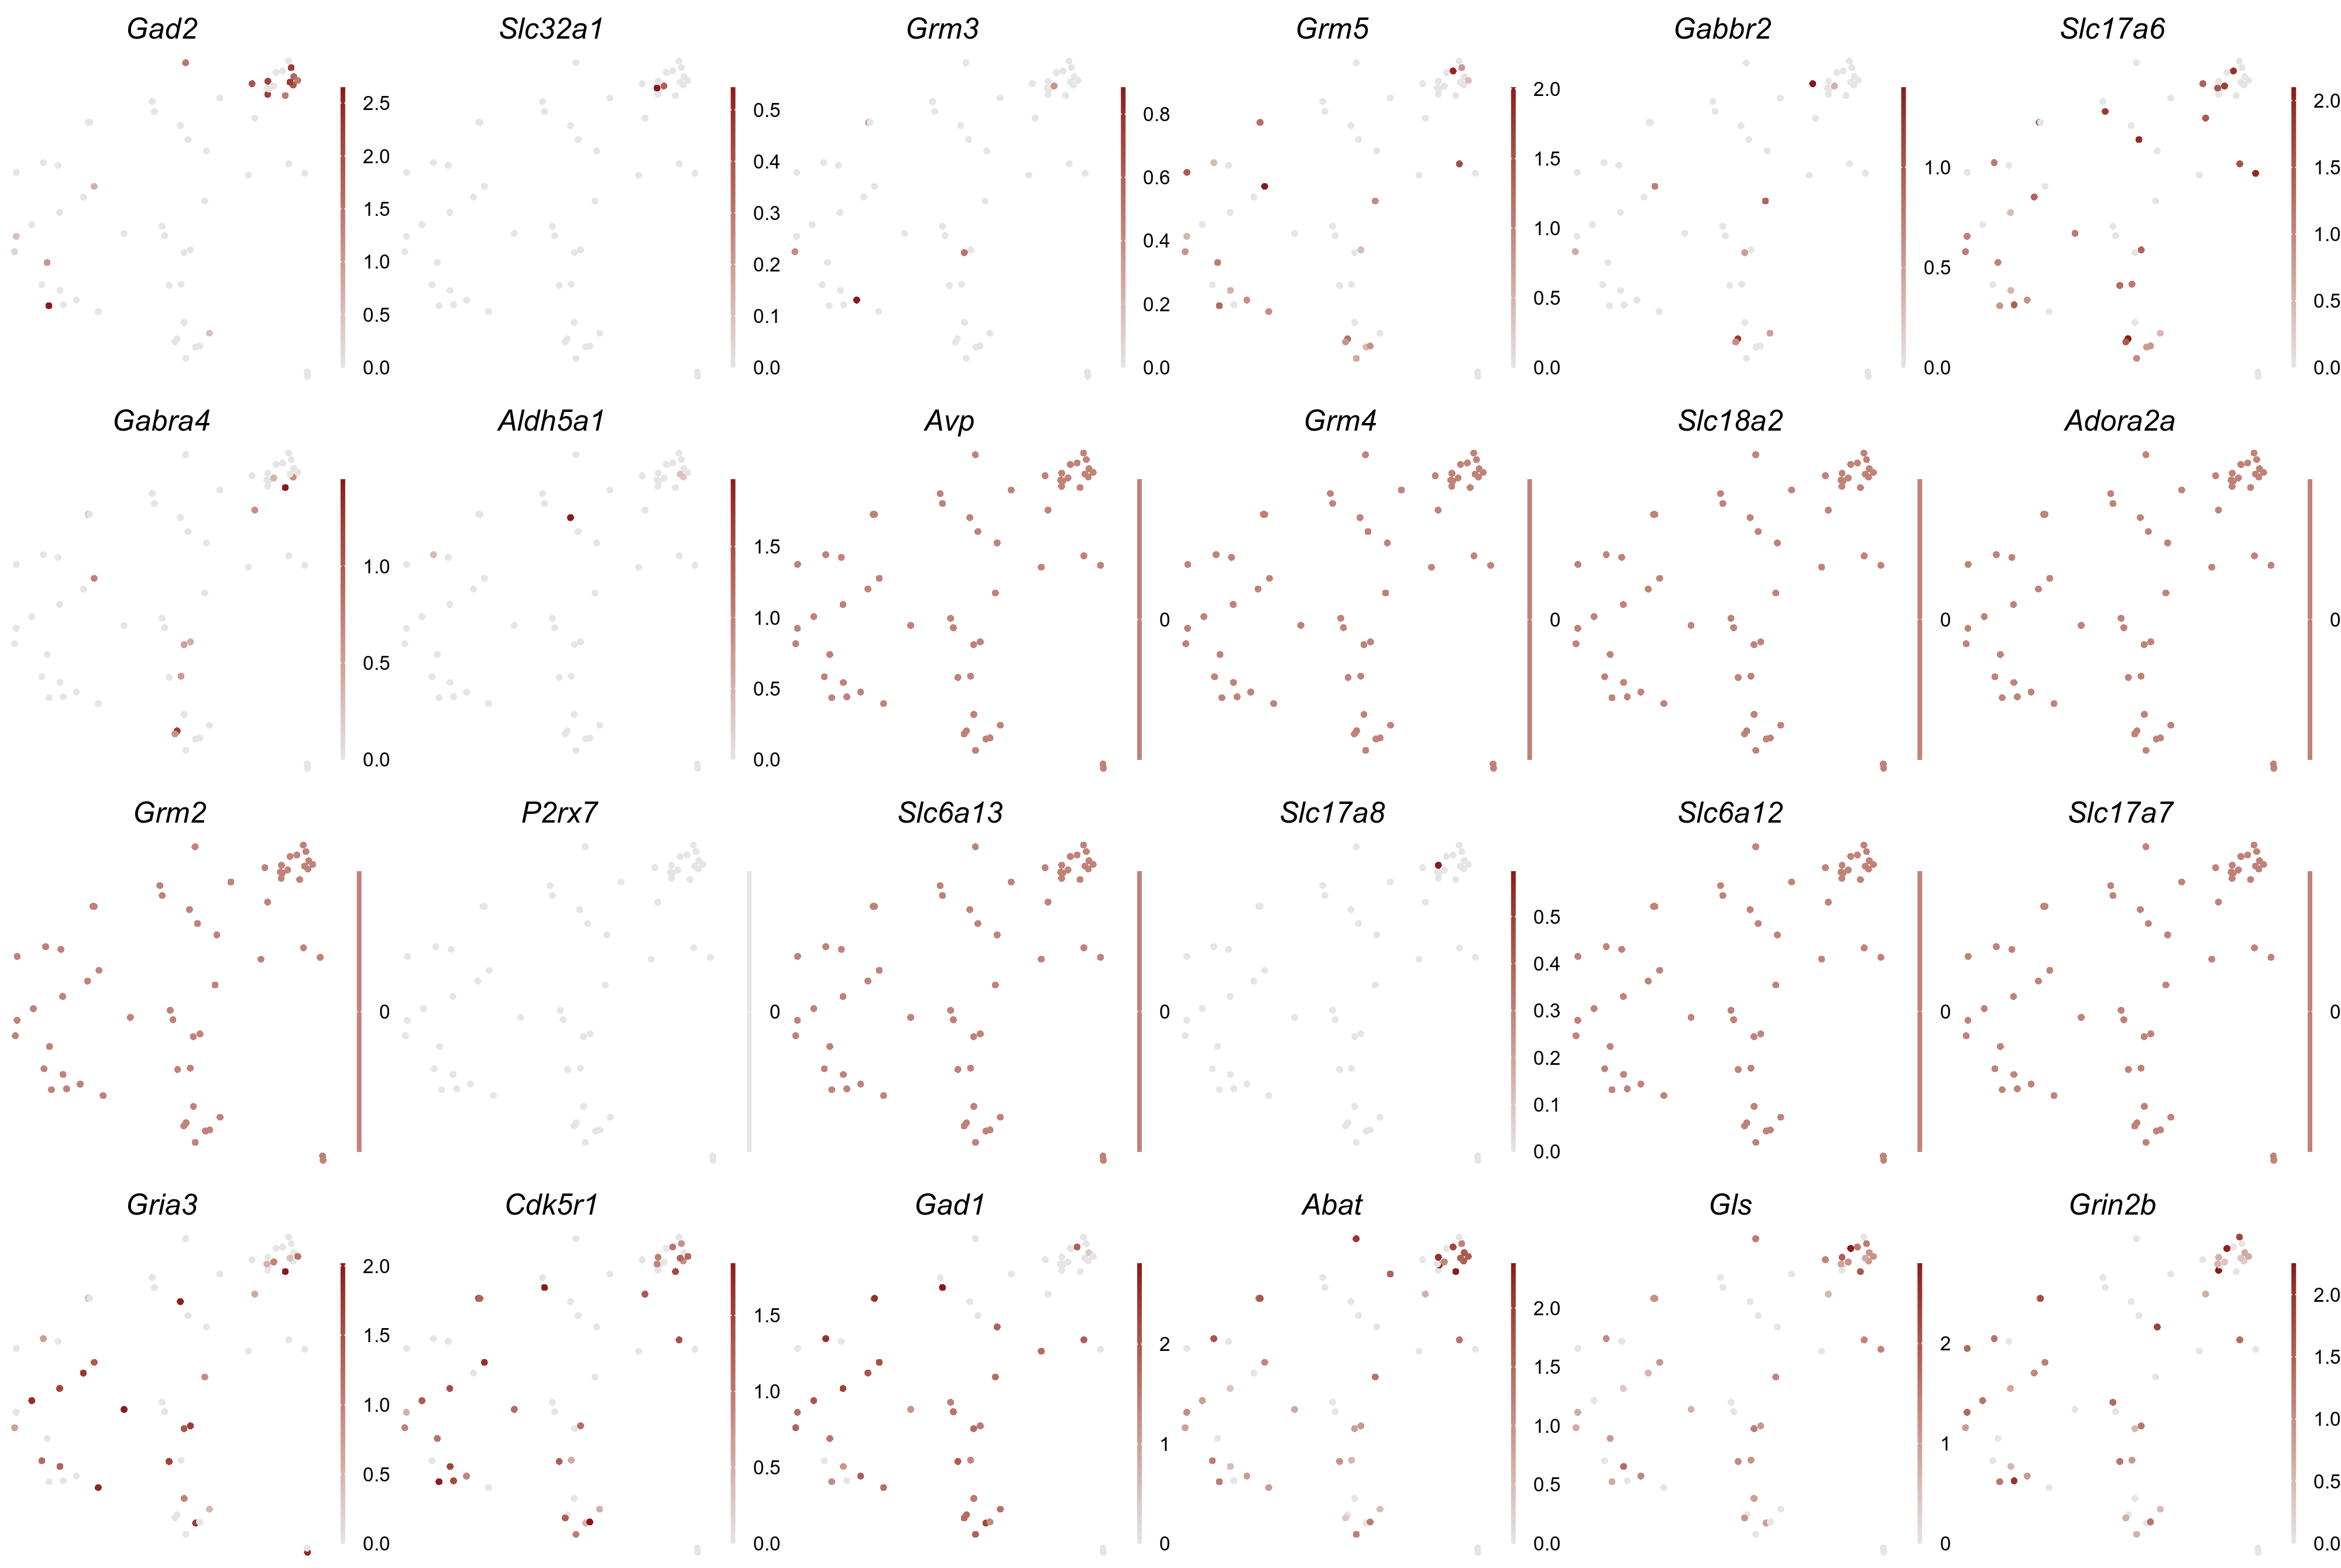 Gad2 Slc32a1 Grm3 Grm5 Gabbr2 Slc17a6
2.5 0.5 0.8 2.0 1.0 2.0
2.0 0.4 0.6 1.5 0.5 1.5
1.5 0.3 0.4 1.0 0.0 1.0
1.0 0.2 0.2 0.5 0.5
0.5 0.1 0.0 0.0 0.0
0.0 0.0
Gabra4 Aldh5a1 Avp Grm4 Slc18a2 Adora2a
1.0 1.5 0 0 0 0
0.5 1.0
0.0 0.5
0.0
Grm2 P2rx7 Slc6a13 Slc17a8 Slc6a12 Slc17a7
0 0 0 0.5 0 0
0.4
0.3
0.2
0.1
0.0
Gria3 Cdk5r1 Gad1 Abat Gls Grin2b
2.0 1.5 2 2.0 2 2.0
1.5 1.0 1 1.5 1 1.5
1.0 0.5 0 1.0 0 1.0
0.5 0.0 0.5 0.5
0.0 0.0 0.0